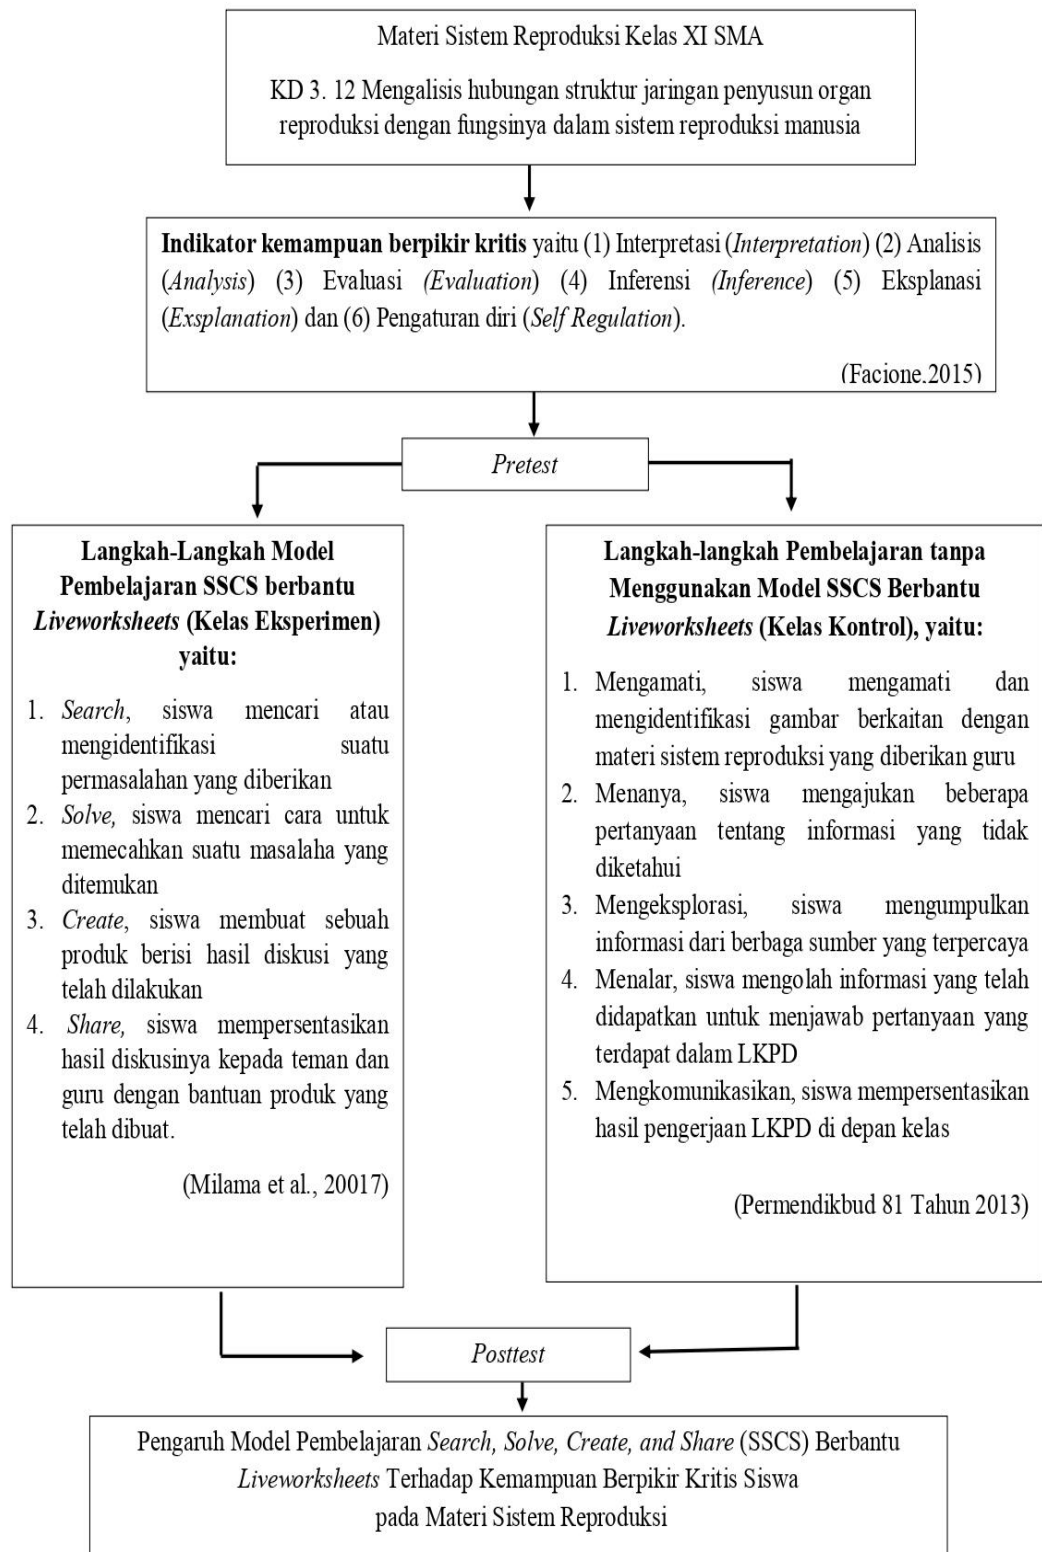 Materi Sistem Reproduksi Kelas XI SMA
KD 3. 12 Mengalisis hubungan struktur jaringan penyusun organ
reproduksi dengan fungsinya dalam sistem reproduksi manusia
Indikator kemampuan berpikir kritis yaitu (1) Interpretasi (Interpretation) (2) Analisis
(Analysis) (3) Evaluasi (Evaluation) (4) Inferensi (Inference) (5) Eksplanasi
(Exsplanation) dan (6) Pengaturan diri (Self Regulation).
(Facione,2015)
Pretest
Langkah-Langkah Model
Pembelajaran SSCS berbantu
Liveworksheets (Kelas Eksperimen)
yaitu:
1. Search, siswa mencari atau
mengidentifikasi suatu
permasalahan yang diberikan
2. Solve, siswa mencari cara untuk
memecahkan suatu masalaha yang
ditemukan
3. Create, siswa membuat sebuah
produk berisi hasil diskusi yang
telah dilakukan
4. Share, siswa mempersentasikan
hasil diskusinya kepada teman dan
guru dengan bantuan produk yang
telah dibuat.
(Milama et al., 20017)
Langkah-langkah Pembelajaran tanpa
Menggunakan Model SSCS Berbantu
Liveworksheets (Kelas Kontrol), yaitu:
1. Mengamati, siswa mengamati dan
mengidentifikasi gambar berkaitan dengan
materi sistem reproduksi yang diberikan guru
2. Menanya, siswa mengajukan beberapa
pertanyaan tentang informasi yang tidak
diketahui
3. Mengeksplorasi, siswa mengumpulkan
informasi dari berbaga sumber yang terpercaya
4. Menalar, siswa mengolah informasi yang telah
didapatkan untuk menjawab pertanyaan yang
terdapat dalam LKPD
5. Mengkomunikasikan, siswa mempersentasikan
hasil pengerjaan LKPD di depan kelas
(Permendikbud 81 Tahun 2013)
Posttest
Pengaruh Model Pembelajaran Search, Solve, Create, and Share (SSCS) Berbantu
Liveworksheets Terhadap Kemampuan Berpikir Kritis Siswa
pada Materi Sistem Reproduksi